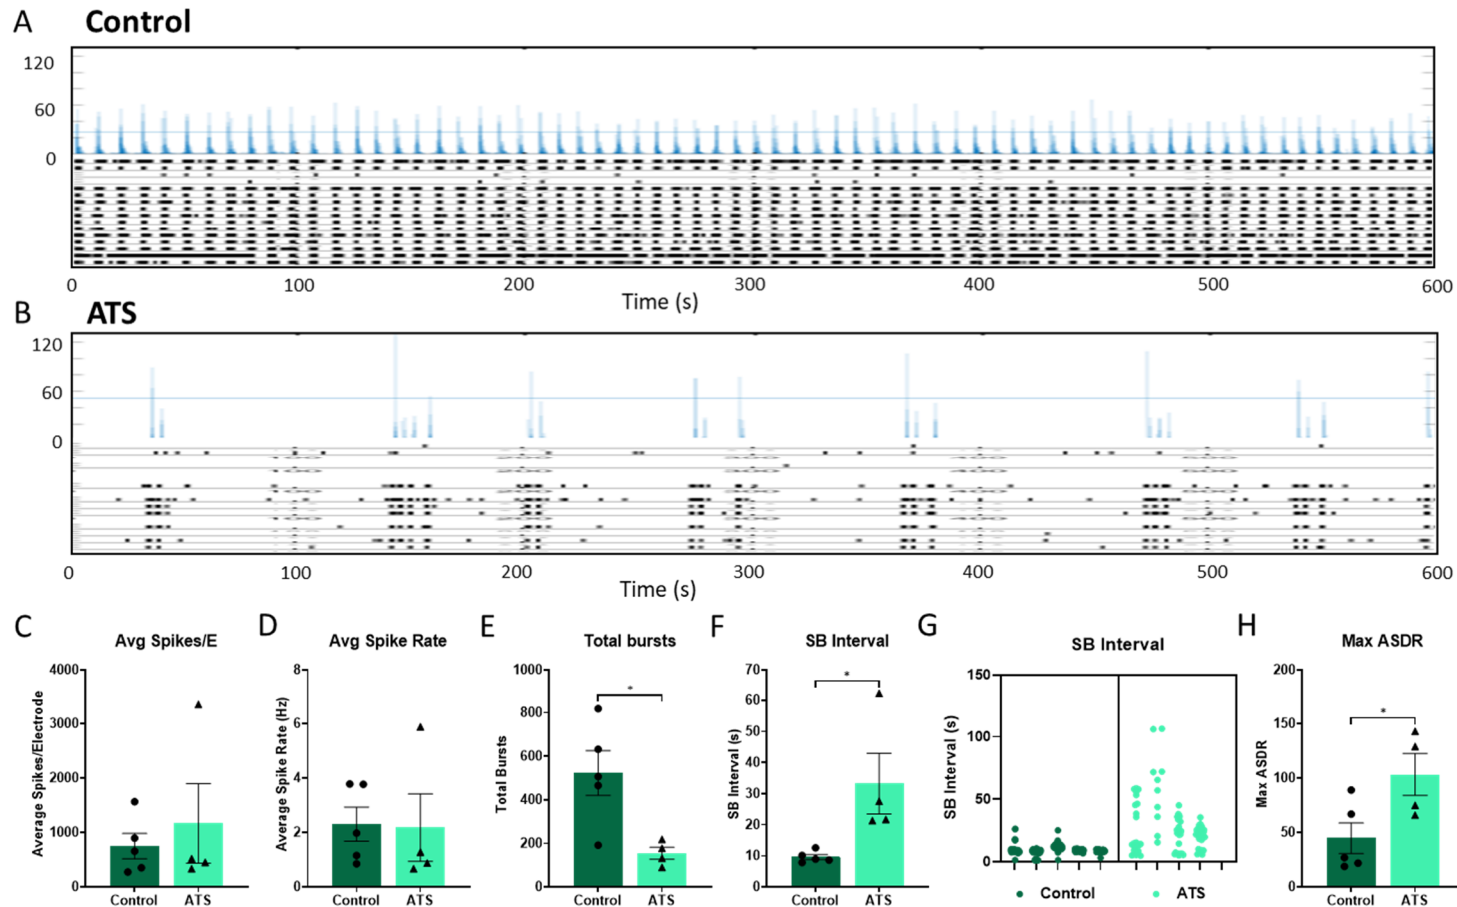 A Control
120
60
0
0 100 200 300 400 500 600
Time (s)
B ATS
120
60
0
0 100 200 300 400 500 600
Time (s)
C Avg Spikes/E
Average Spikes/Electrode
4000
3000
2000
1000
0
Control ATS
D Avg Spike Rate
Average Spike Rate (Hz)
8
6
4
2
0
Control ATS
E Total bursts
Total Bursts
1000
800
600
400
200
0
*
Control ATS
F SB Interval
SB Interval (s)
70
60
50
40
30
20
10
0
*
Control ATS
G SB Interval
SB Interval (s)
150
100
50
0
Control ATS
H Max ASDR
Max ASDR
200
150
100
50
0
*
Control ATS